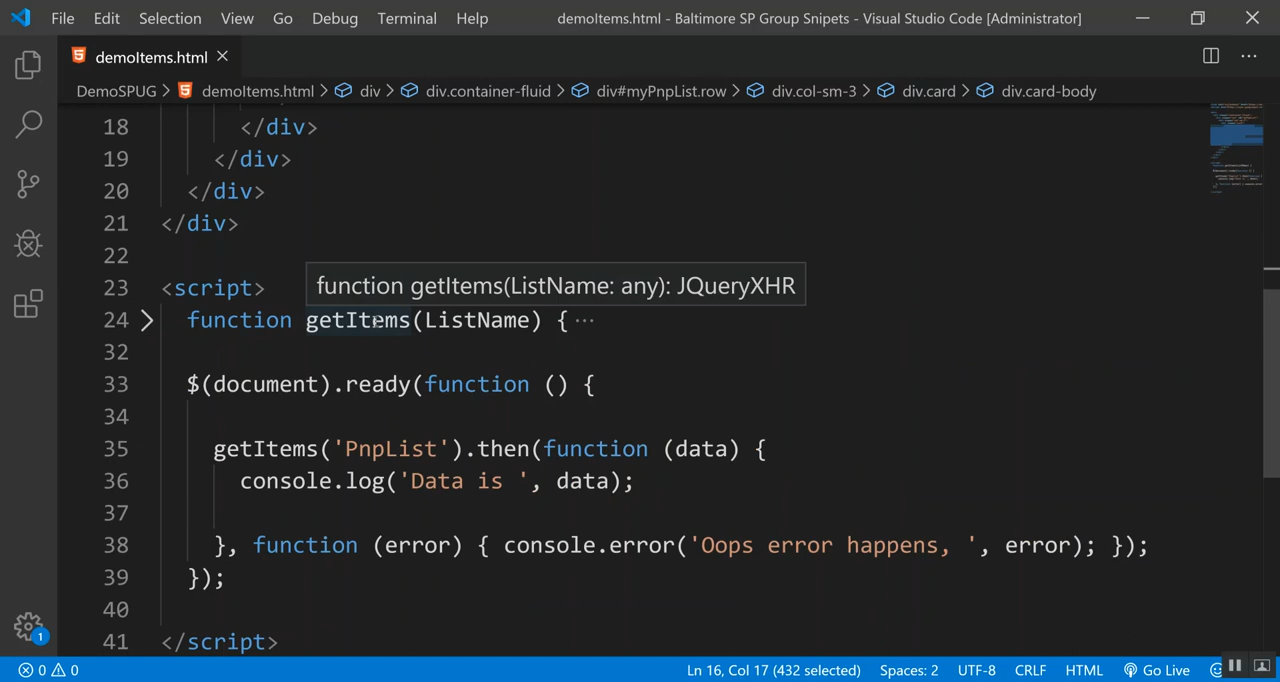 File Edit Selection View Go Debug Terminal Help demoItems.html - Baltimore SP Group Snipets - Visual Studio Code [Administrator]
demoItems.html
DemoSPUG > demoItems.html > div > div.container-fluid > div#myPnpList.row > div.col-sm-3 > div.card > div.card-body
18 </div>
19 </div>
20 </div>
21 </div>
22
23 <script>
function getItems(ListName: any): JQueryXHR
24 function getItems(ListName) { ···
32
33 $(document).ready(function () {
34
35 getItems('PnpList').then(function (data) {
36 console.log('Data is ', data);
37
38 }, function (error) { console.error('Oops error happens, ', error); });
39 });
40
41 </script>
1
0 0 Ln 16, Col 17 (432 selected) Spaces: 2 UTF-8 CRLF HTML Go Live